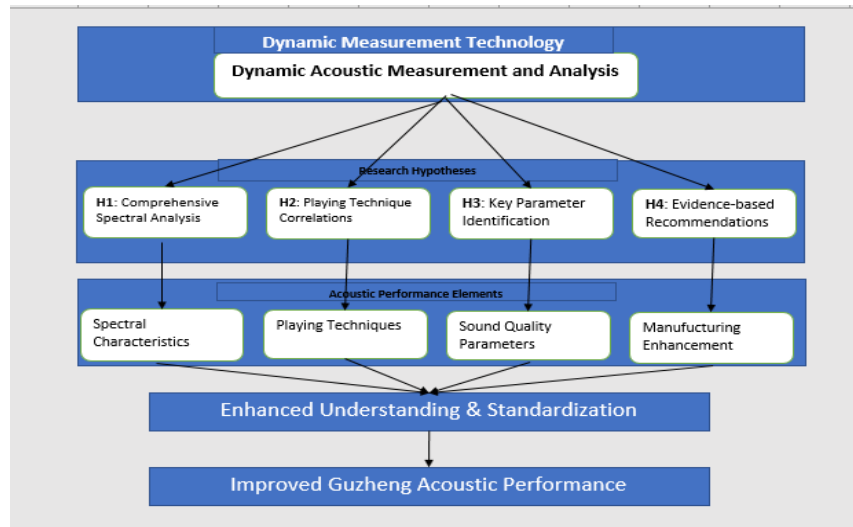 Dynamic Measurement Technology
Dynamic Acoustic Measurement and Analysis
Research Hypotheses
H1: Comprehensive
Spectral Analysis
H2: Playing Technique
Correlations
H3: Key Parameter
Identification
H4: Evidence-based
Recommendations
Acoustic Performance Elements
Spectral
Characteristics
Playing Techniques
Sound Quality
Parameters
Manufucturing
Enhancement
Enhanced Understanding & Standardization
Improved Guzheng Acoustic Performance